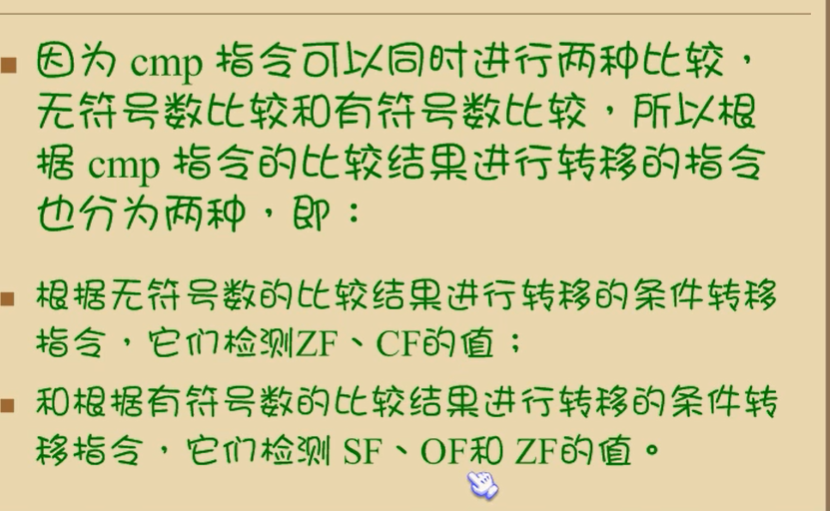 因为 cmp 指令可以同时进行两种比较，
无符号数比较和有符号数比较，所以根
据 cmp 指令的比较结果进行转移的指令
也分为两种，即：
根据无符号数的比较结果进行转移的条件转移
指令，它们检测ZF、CF的值；
和根据有符号数的比较结果进行转移的条件转
移指令，它们检测 SF、OF和 ZF的值。